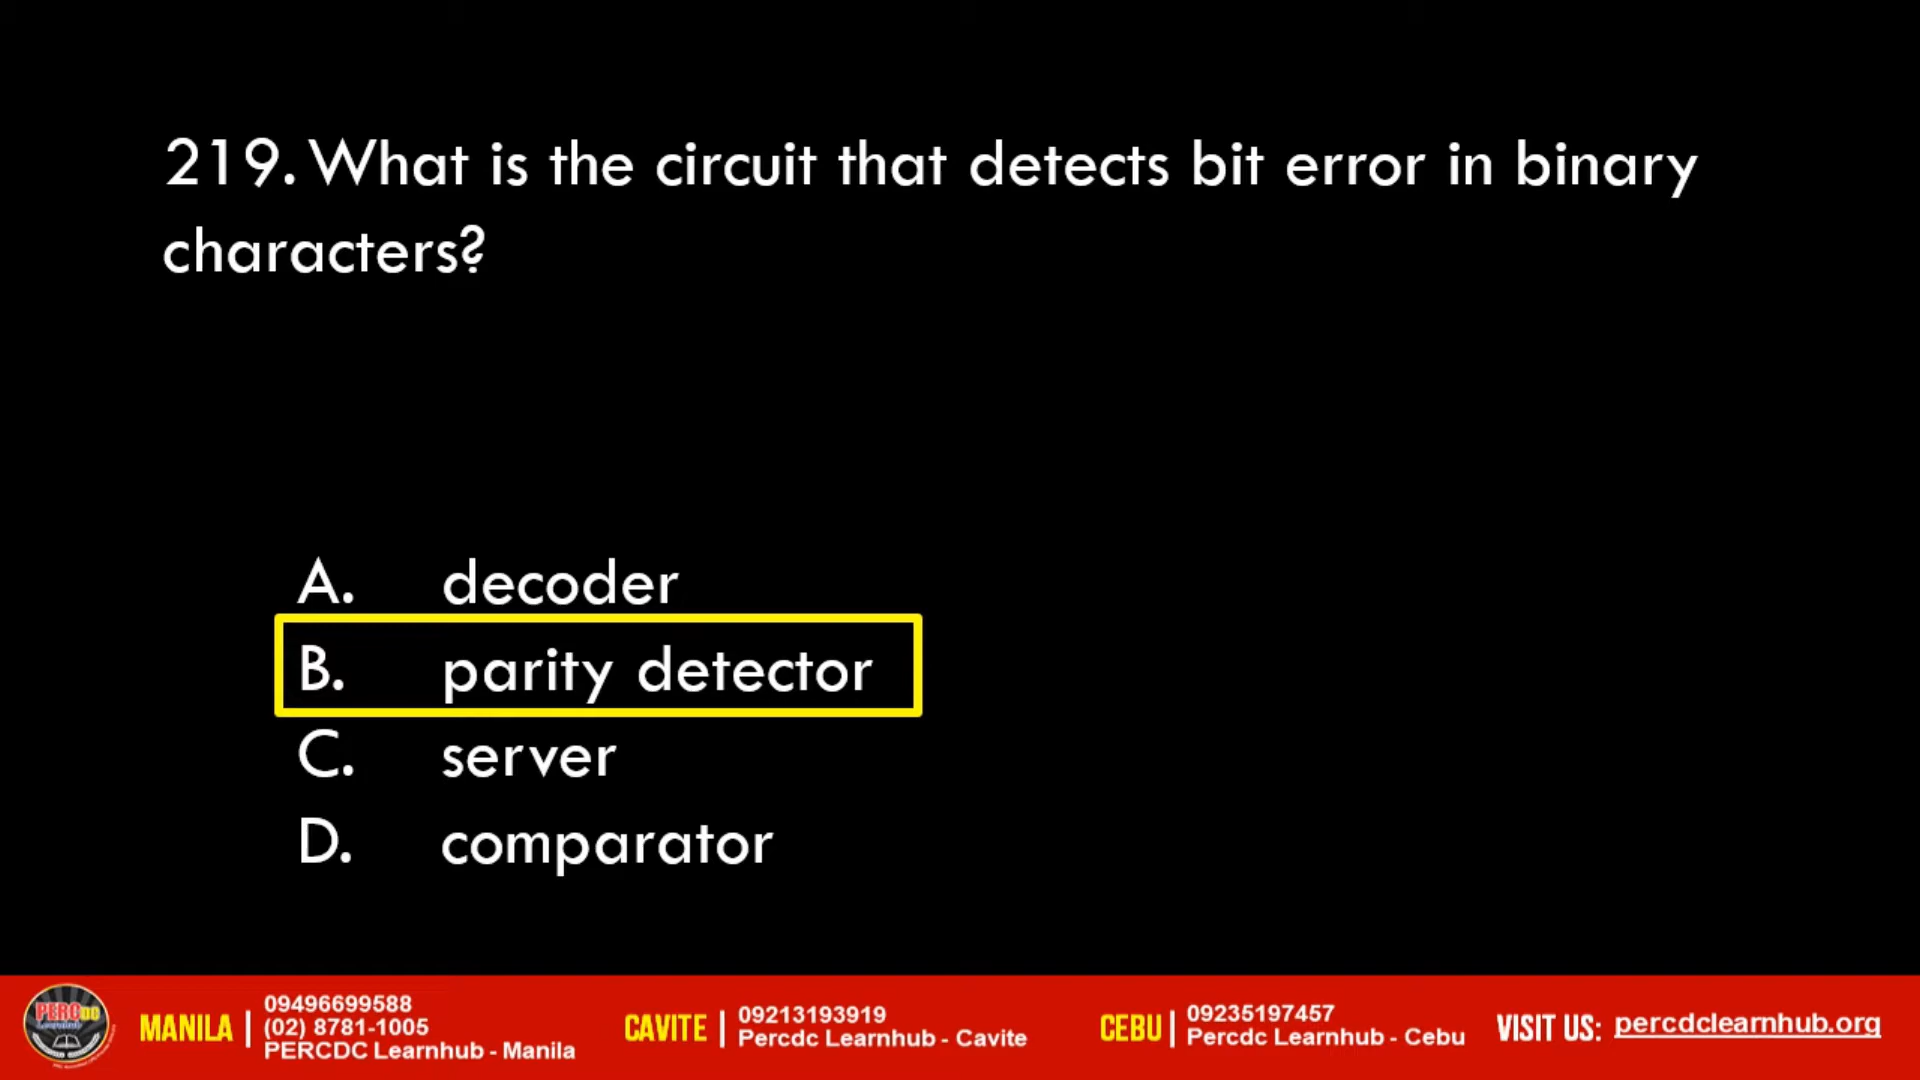 219. What is the circuit that detects bit error in binary
characters?
A. decoder
B. parity detector
C. server
D. comparator
PERCDC
Learnhub
MANILA
09496699588
(02) 8781-1005
PERCDC Learnhub - Manila
CAVITE
09213193919
Percdc Learnhub - Cavite
CEBU
09235197457
Percdc Learnhub - Cebu
VISIT US: percdclearnhub.org